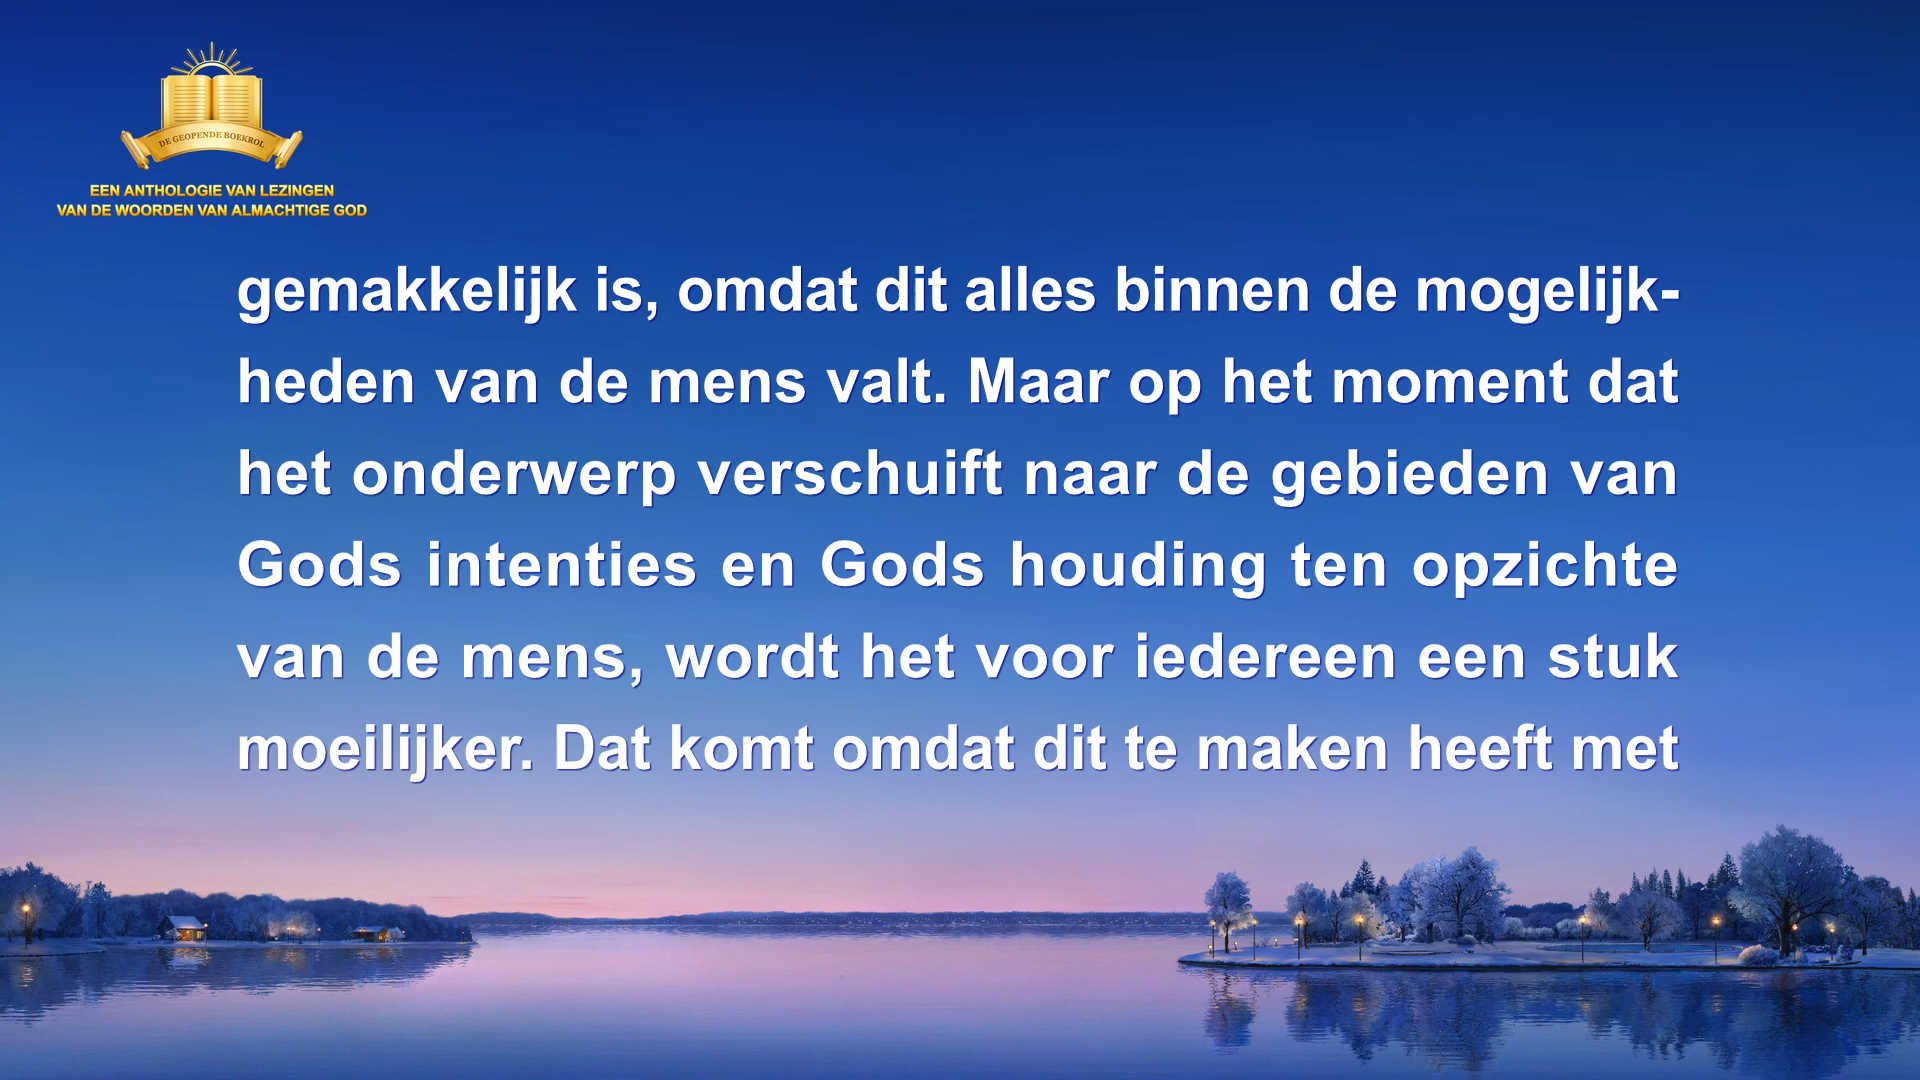 DE GEOPENDE BOEKROL
EEN ANTHOLOGIE VAN LEZINGEN
VAN DE WOORDEN VAN ALMACHTIGE GOD
gemakkelijk is, omdat dit alles binnen de mogelijk-
heden van de mens valt. Maar op het moment dat
het onderwerp verschuift naar de gebieden van
Gods intenties en Gods houding ten opzichte
van de mens, wordt het voor iedereen een stuk
moeilijker. Dat komt omdat dit te maken heeft met